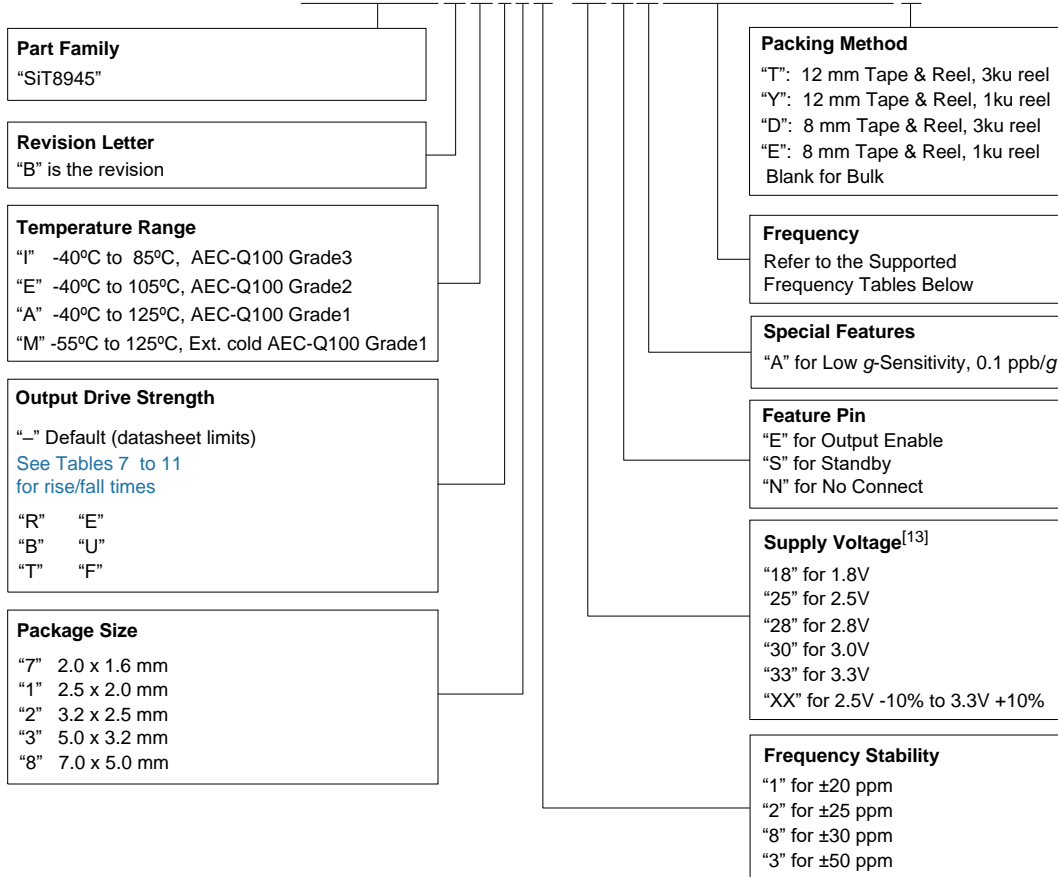 Part Family
“SiT8945”
Revision Letter
“B” is the revision
Temperature Range
“I” -40ºC to 85ºC, AEC-Q100 Grade3
“E” -40ºC to 105ºC, AEC-Q100 Grade2
“A” -40ºC to 125ºC, AEC-Q100 Grade1
“M” -55ºC to 125ºC, Ext. cold AEC-Q100 Grade1
Output Drive Strength
“–” Default (datasheet limits)
See Tables 7 to 11
for rise/fall times
“R” “E”
“B” “U”
“T” “F”
Package Size
“7” 2.0 x 1.6 mm
“1” 2.5 x 2.0 mm
“2” 3.2 x 2.5 mm
“3” 5.0 x 3.2 mm
“8” 7.0 x 5.0 mm
Packing Method
“T”: 12 mm Tape & Reel, 3ku reel
“Y”: 12 mm Tape & Reel, 1ku reel
“D”: 8 mm Tape & Reel, 3ku reel
“E”: 8 mm Tape & Reel, 1ku reel
Blank for Bulk
Frequency
Refer to the Supported
Frequency Tables Below
Special Features
“A” for Low g-Sensitivity, 0.1 ppb/g
Feature Pin
“E” for Output Enable
“S” for Standby
“N” for No Connect
Supply Voltage[13]
“18” for 1.8V
“25” for 2.5V
“28” for 2.8V
“30” for 3.0V
“33” for 3.3V
“XX” for 2.5V -10% to 3.3V +10%
Frequency Stability
“1” for ±20 ppm
“2” for ±25 ppm
“8” for ±30 ppm
“3” for ±50 ppm